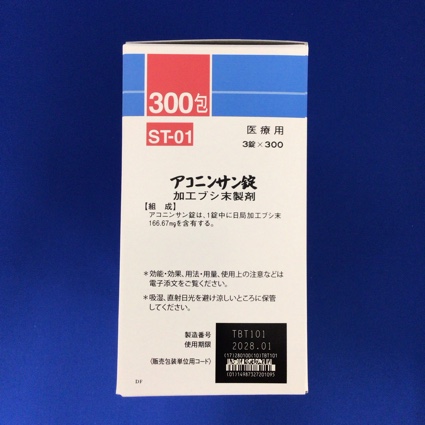 300包
ST-01
医療用
3錠×300
アコニンサン錠
加工ブシ末製剤
【組 成】
アコニンサン錠は、1錠中に日局加工ブシ末
166.67mgを含有する。
＊効能・効果、用法・用量、使用上の注意などは
電子添文をご覧ください。
＊吸湿、直射日光を避け涼しいところに保管
してください。
製造番号 TBT101
使用期限 2028.01
(17)280100(10)TBT101
(販売包装単位用コード)
(01)14987327201095
DF